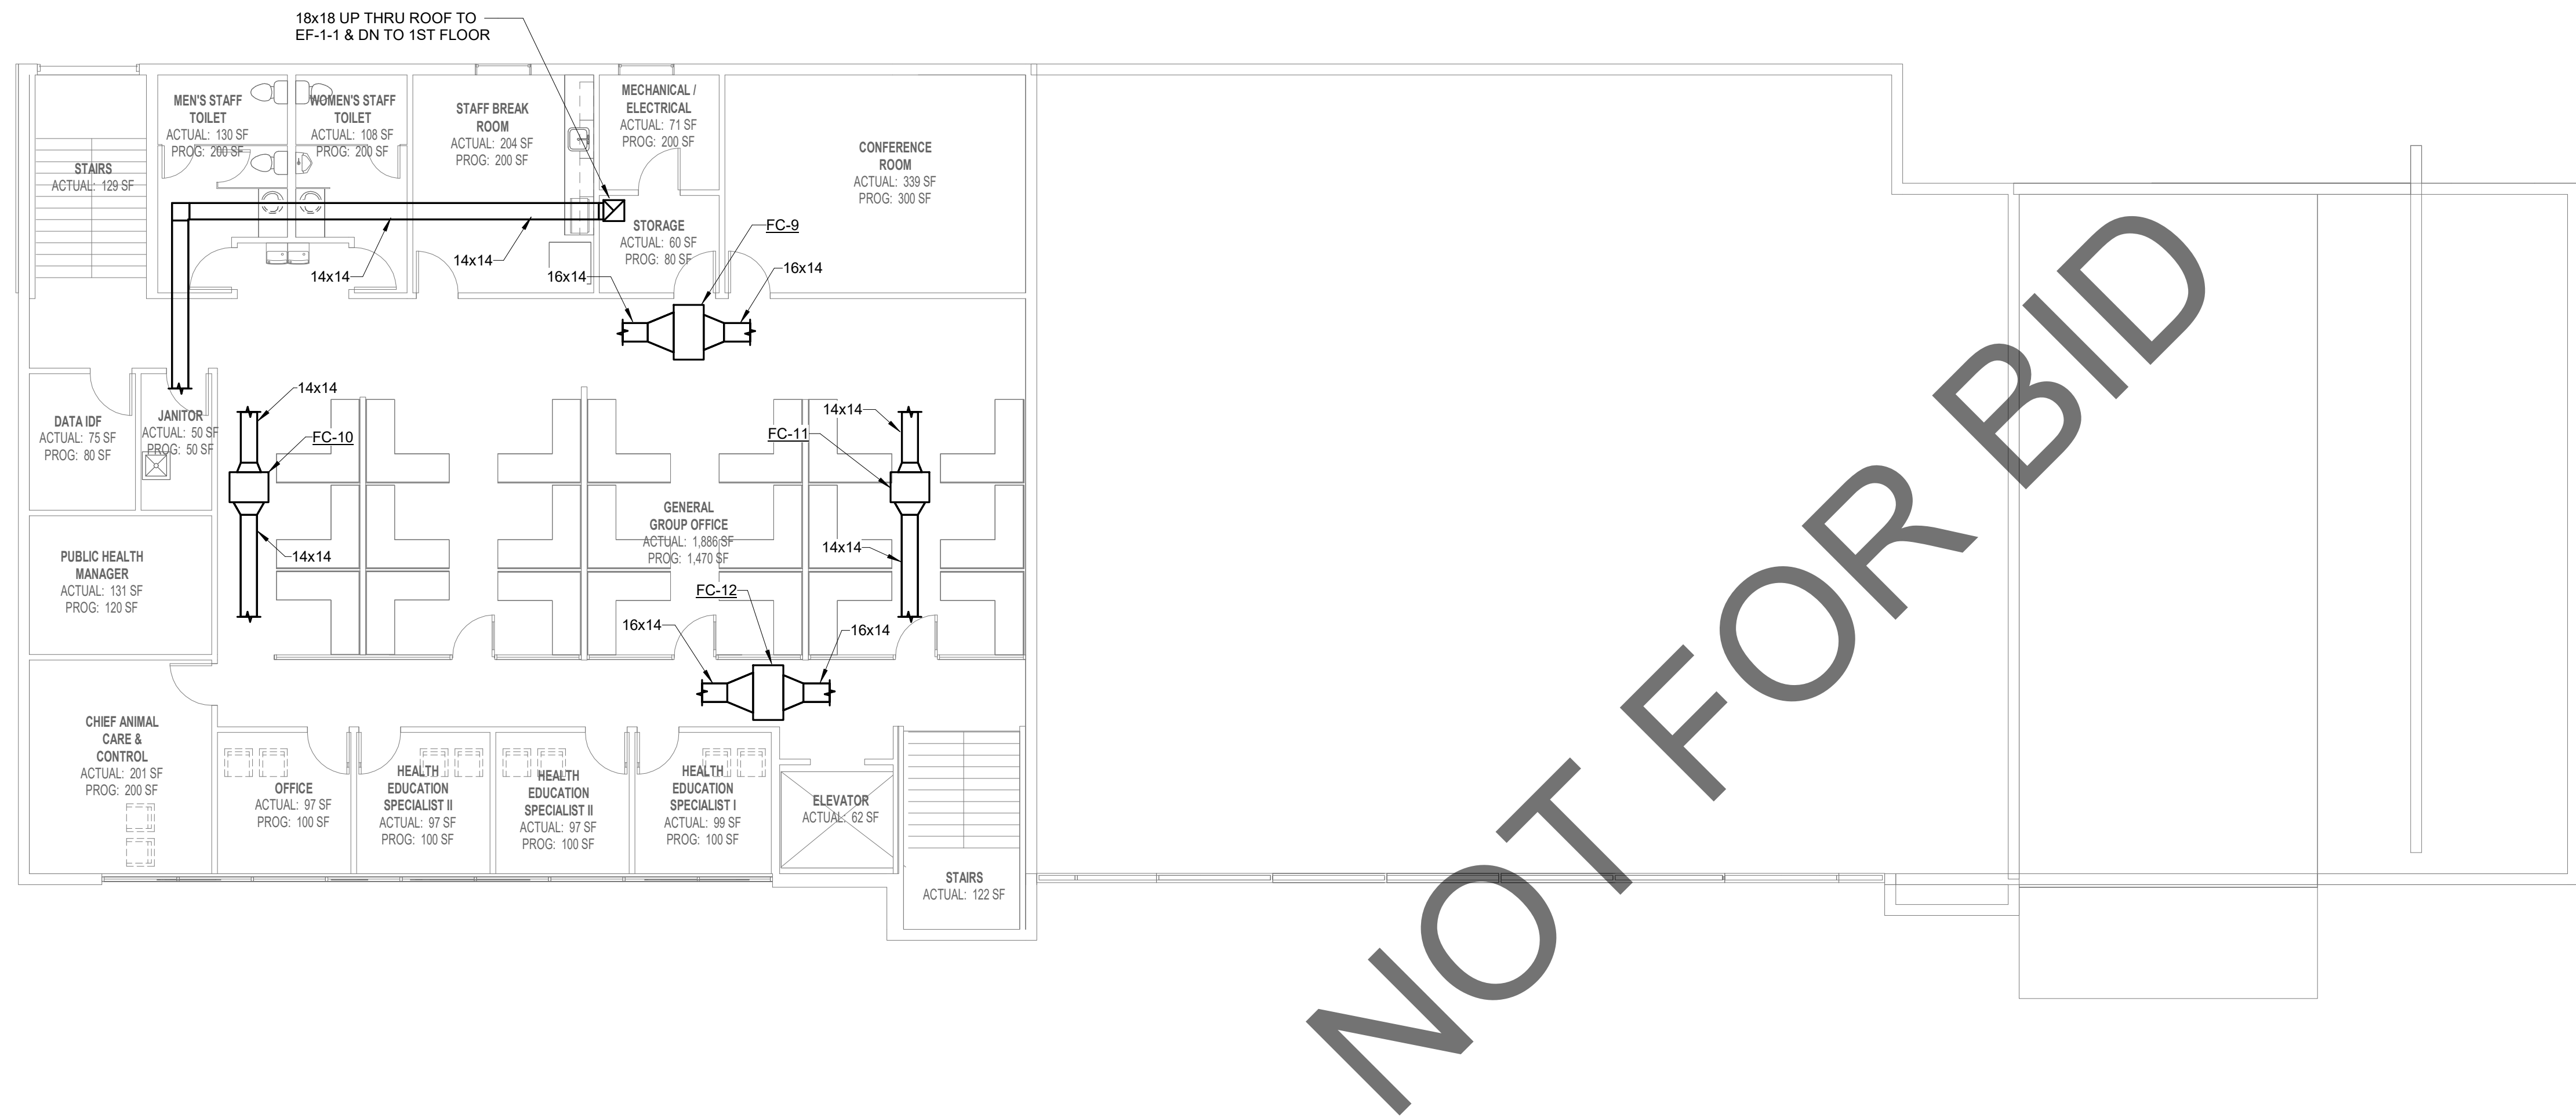 18x18 UP THRU ROOF TO
EF-1-1 & DN TO 1ST FLOOR
MEN'S STAFF
TOILET
ACTUAL: 130 SF
PROG: 200 SF
WOMEN'S STAFF
TOILET
ACTUAL: 108 SF
PROG: 200 SF
STAFF BREAK
ROOM
ACTUAL: 204 SF
PROG: 200 SF
MECHANICAL /
ELECTRICAL
ACTUAL: 71 SF
PROG: 200 SF
CONFERENCE
ROOM
ACTUAL: 339 SF
PROG: 300 SF
STAIRS
ACTUAL: 129 SF
STORAGE
ACTUAL: 60 SF
PROG: 80 SF
FC-9
14x14
14x14
16x14
16x14
14x14
DATA IDF
ACTUAL: 75 SF
PROG: 80 SF
JANITOR
ACTUAL: 50 SF
PROG: 50 SF
FC-10
14x14
FC-11
14x14
GENERAL
GROUP OFFICE
ACTUAL: 1,886 SF
PROG: 1,470 SF
14x14
14x14
PUBLIC HEALTH
MANAGER
ACTUAL: 131 SF
PROG: 120 SF
FC-12
16x14
16x14
CHIEF ANIMAL
CARE &
CONTROL
ACTUAL: 201 SF
PROG: 200 SF
OFFICE
ACTUAL: 97 SF
PROG: 100 SF
HEALTH
EDUCATION
SPECIALIST II
ACTUAL: 97 SF
PROG: 100 SF
HEALTH
EDUCATION
SPECIALIST II
ACTUAL: 97 SF
PROG: 100 SF
HEALTH
EDUCATION
SPECIALIST I
ACTUAL: 99 SF
PROG: 100 SF
ELEVATOR
ACTUAL: 62 SF
STAIRS
ACTUAL: 122 SF
NOT FOR BID